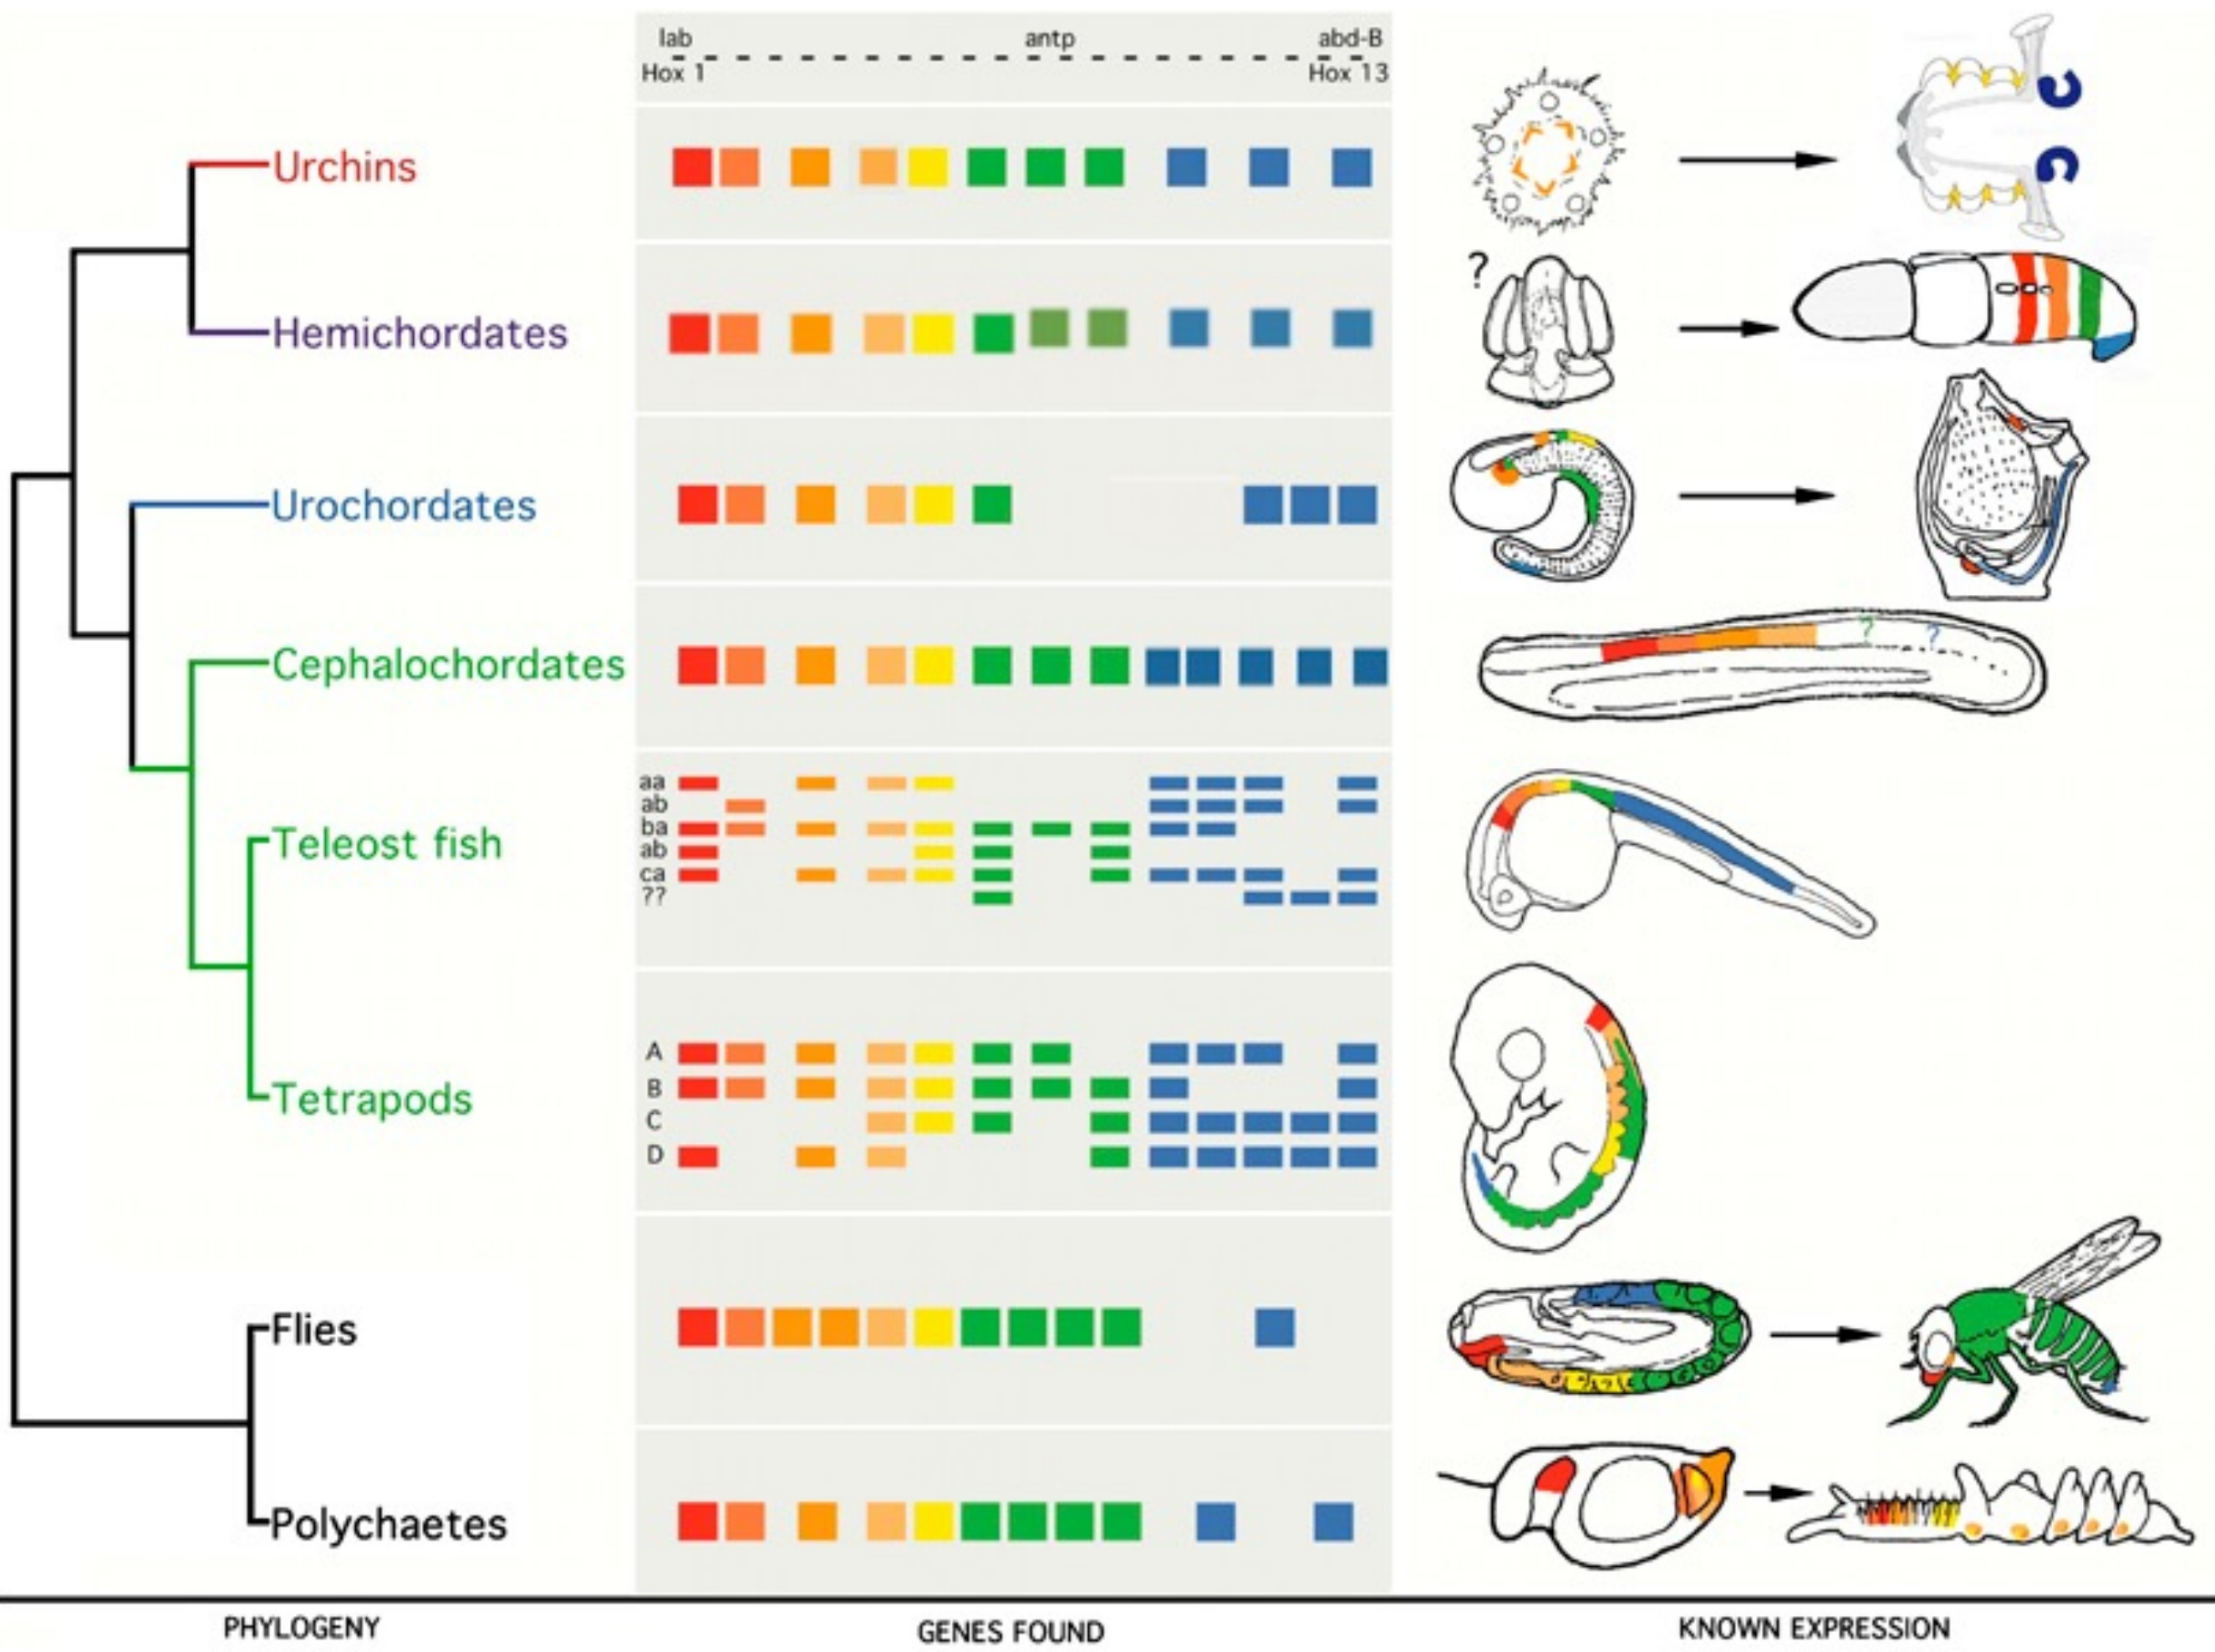 lab antp abd-B
Hox 1 Hox 13
Urchins
?
Hemichordates
Urochordates
Cephalochordates
? ?
aa
ab
ba
Teleost fish
ab
ca
??
A
B
Tetrapods
C
D
Flies
Polychaetes
PHYLOGENY GENES FOUND KNOWN EXPRESSION